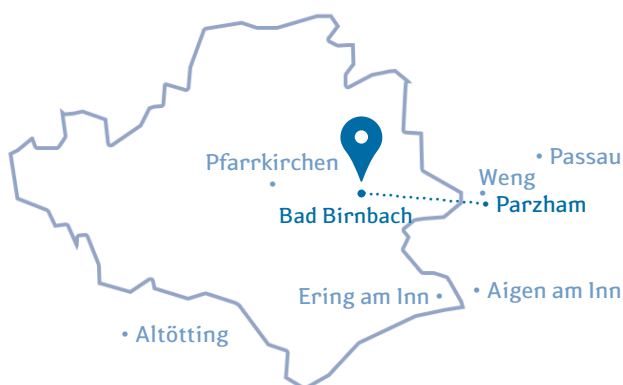 Passau
Pfarrkirchen
Weng
Parzham
Bad Birnbach
Ering am Inn
Aigen am Inn
Altötting